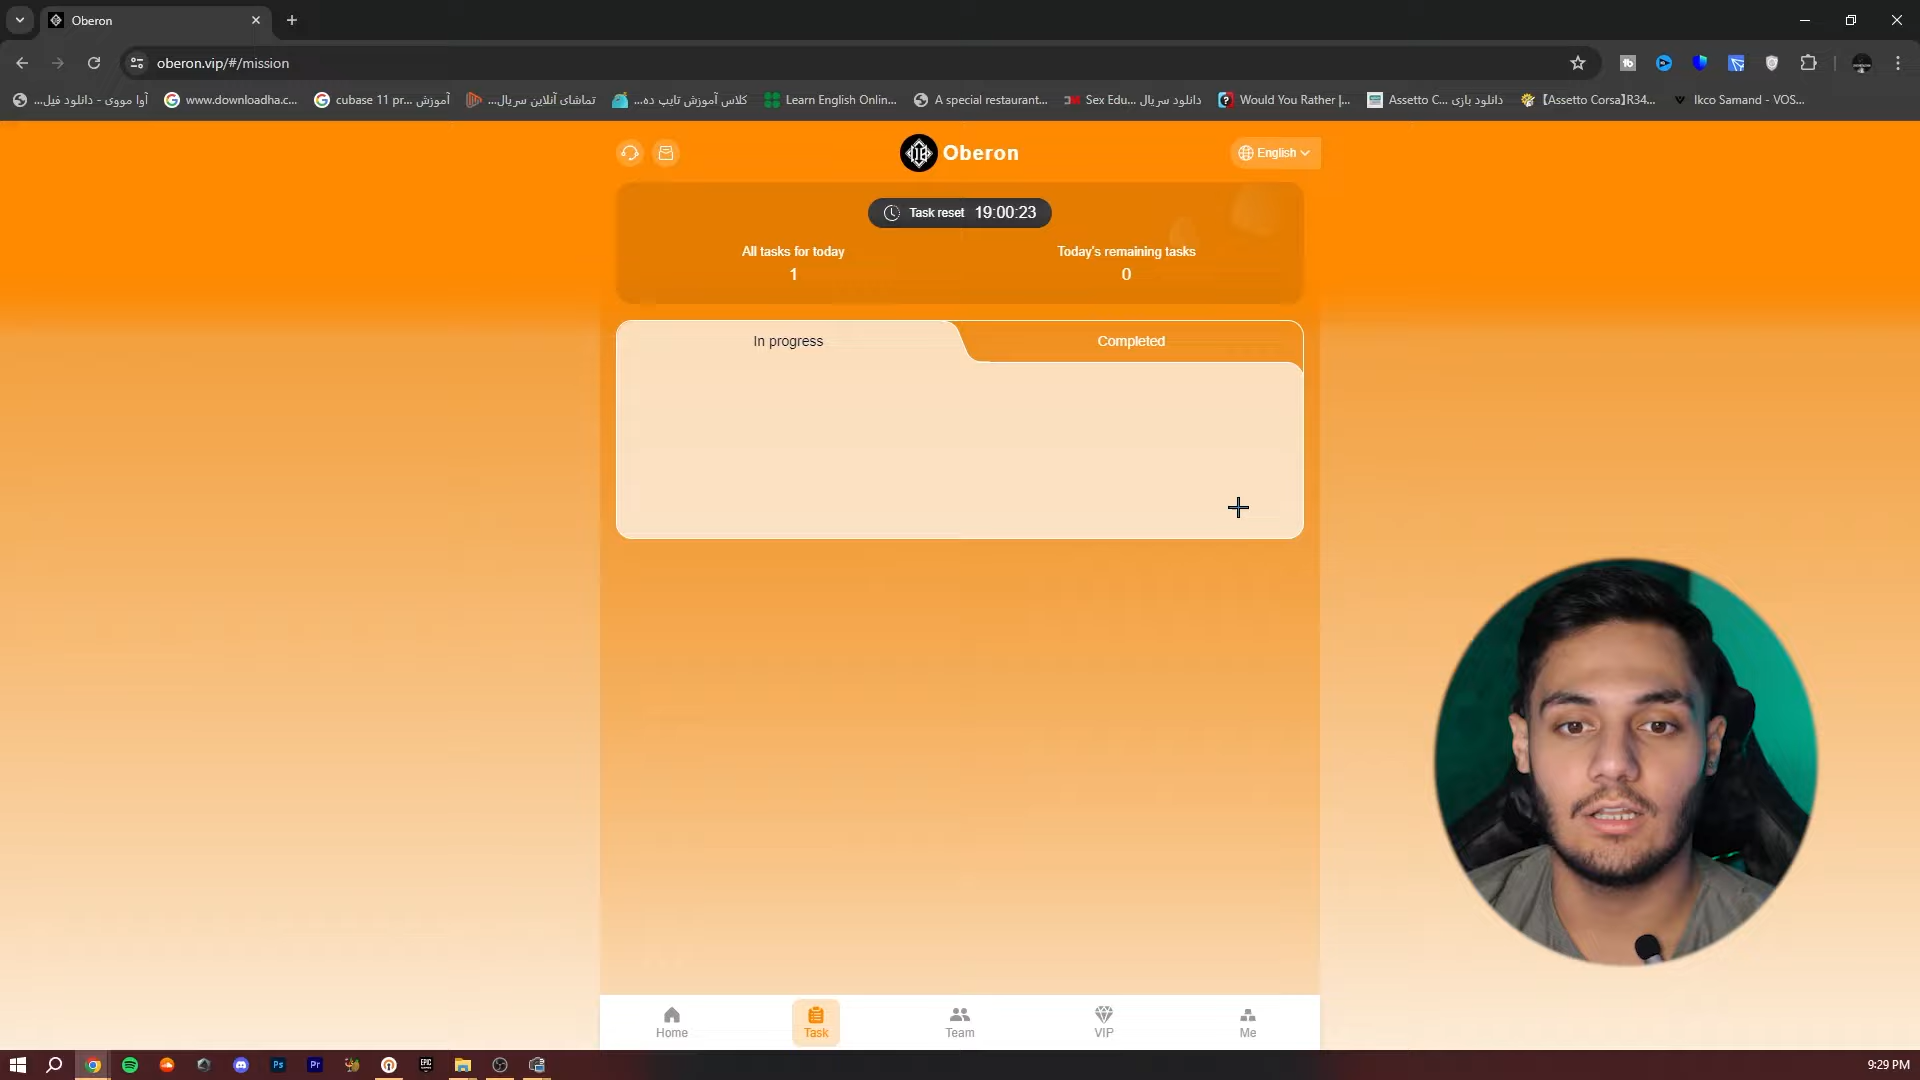 Oberon
oberon.vip/#/mission
آوا مووی - دانلود فیل...
www.downloadha.c...
آموزش cubase 11 pr...
تماشای آنلاین سریال...
کلاس آموزش تایپ ده...
Learn English Onlin...
A special restaurant...
دانلود سریال Sex Edu...
Would You Rather |...
دانلود بازی Assetto C...
【Assetto Corsa】R34...
Ikco Samand - VOS...
Oberon
English
Task reset 19:00:23
All tasks for today
1
Today's remaining tasks
0
In progress
Completed
Home
Task
Team
VIP
Me
Ps
Pr
EPIC
9:29 PM